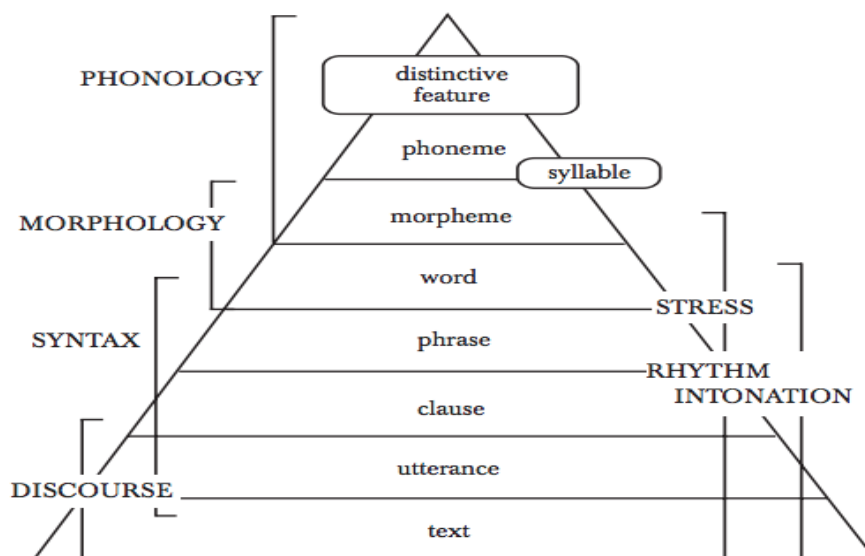 distinctive
feature
PHONOLOGY
phoneme
syllable
morpheme
MORPHOLOGY
word
STRESS
SYNTAX
phrase
RHYTHM
INTONATION
clause
utterance
DISCOURSE
text